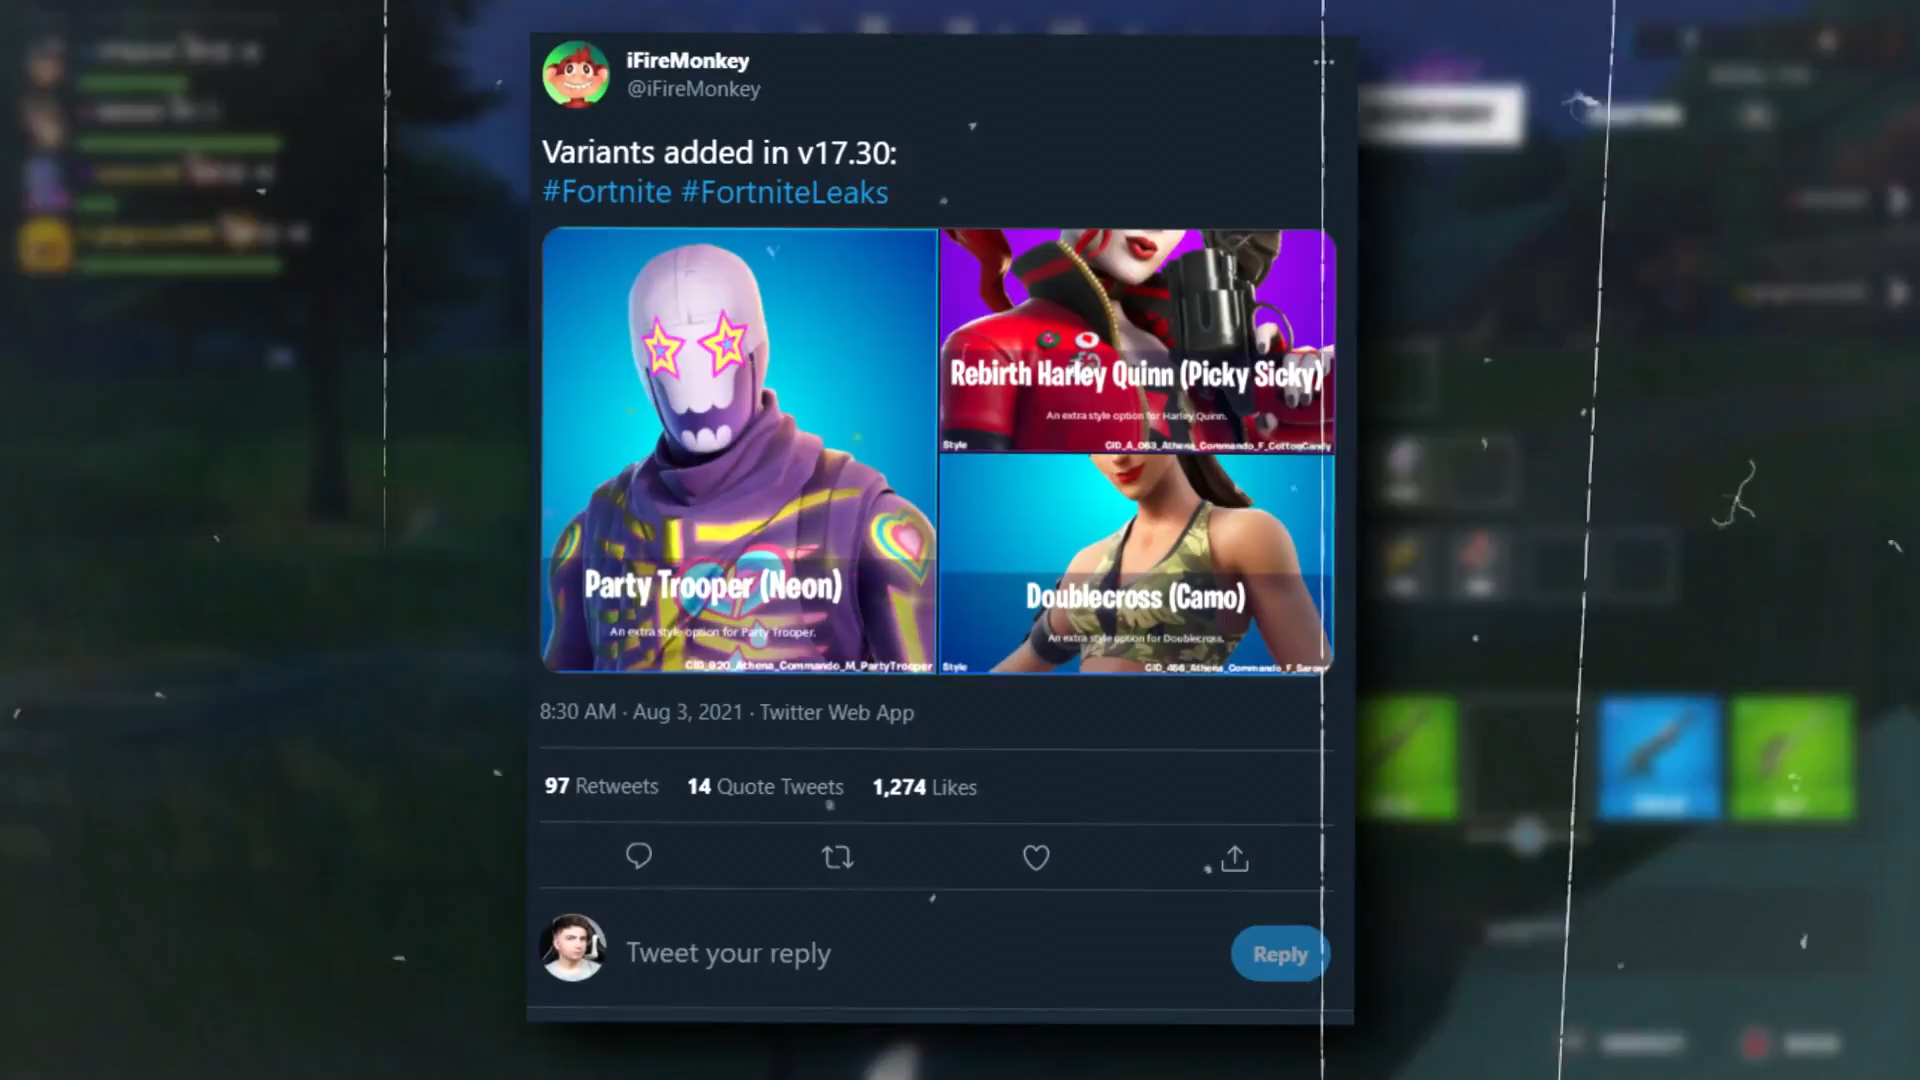 iFireMonkey
@iFireMonkey
Variants added in v17.30:
#Fortnite #FortniteLeaks
Party Trooper (Neon)
An extra style option for Party Trooper.
CID_920_Athena_Commando_M_PartyTrooper
Rebirth Harley Quinn (Picky Sicky)
An extra style option for Harley Quinn.
Style
CID_A_063_Athena_Commando_F_CottonCandy
Doublecross (Camo)
An extra style option for Doublecross.
Style
8:30 AM · Aug 3, 2021 · Twitter Web App
97 Retweets 14 Quote Tweets 1,274 Likes
Tweet your reply
Reply